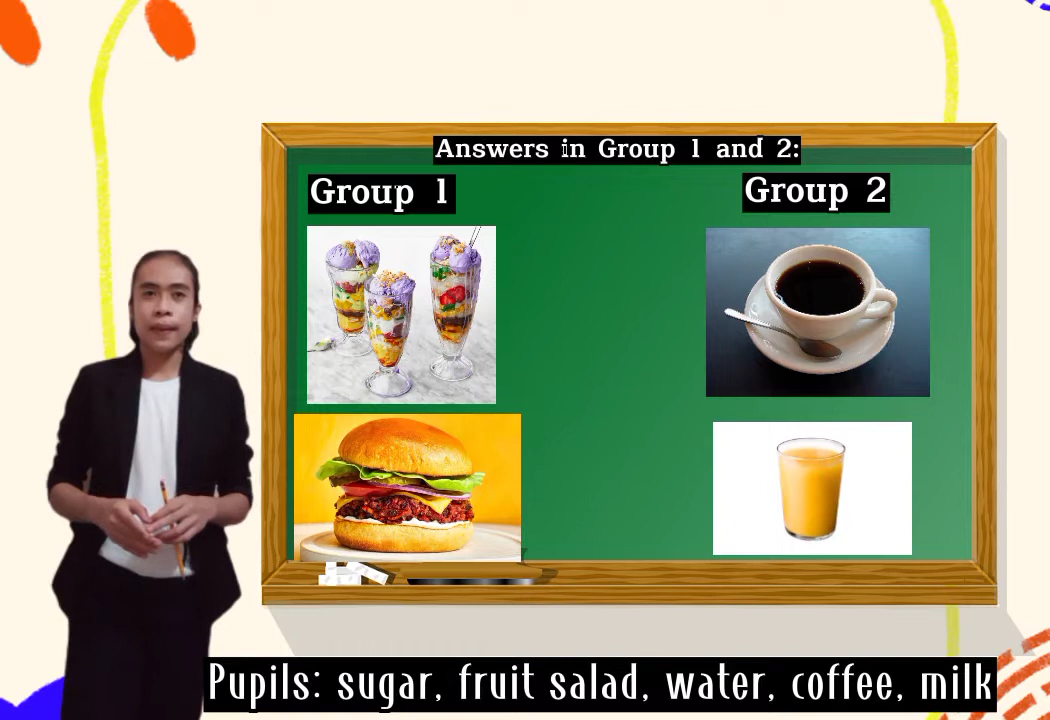 Answers in Group 1 and 2:
Group 1
Group 2
Pupils: sugar, fruit salad, water, coffee, milk